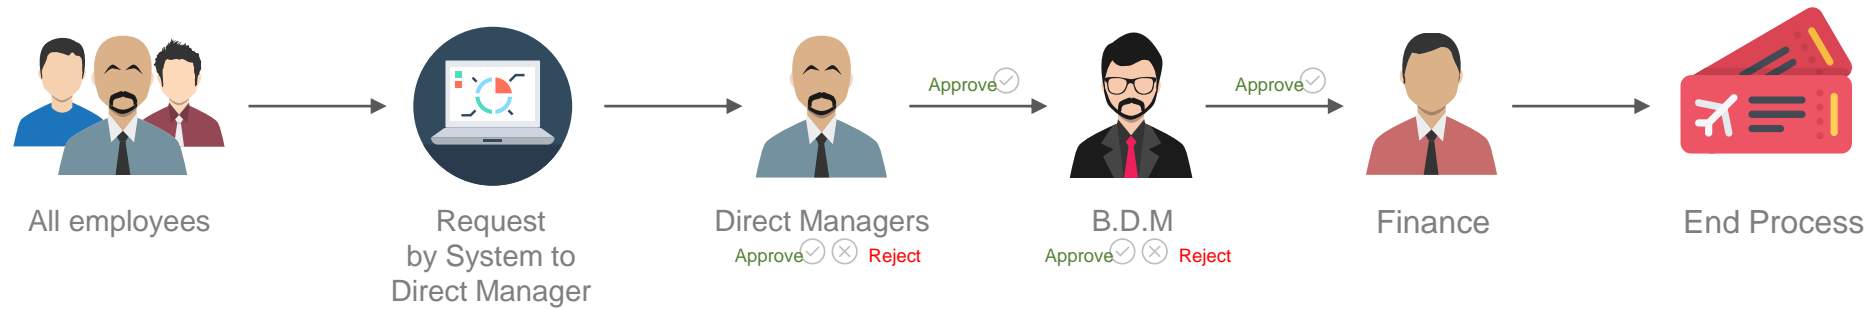 Approve
Approve
All employees
Request
by System to
Direct Manager
Direct Managers
Approve Reject
B.D.M
Approve Reject
Finance
End Process